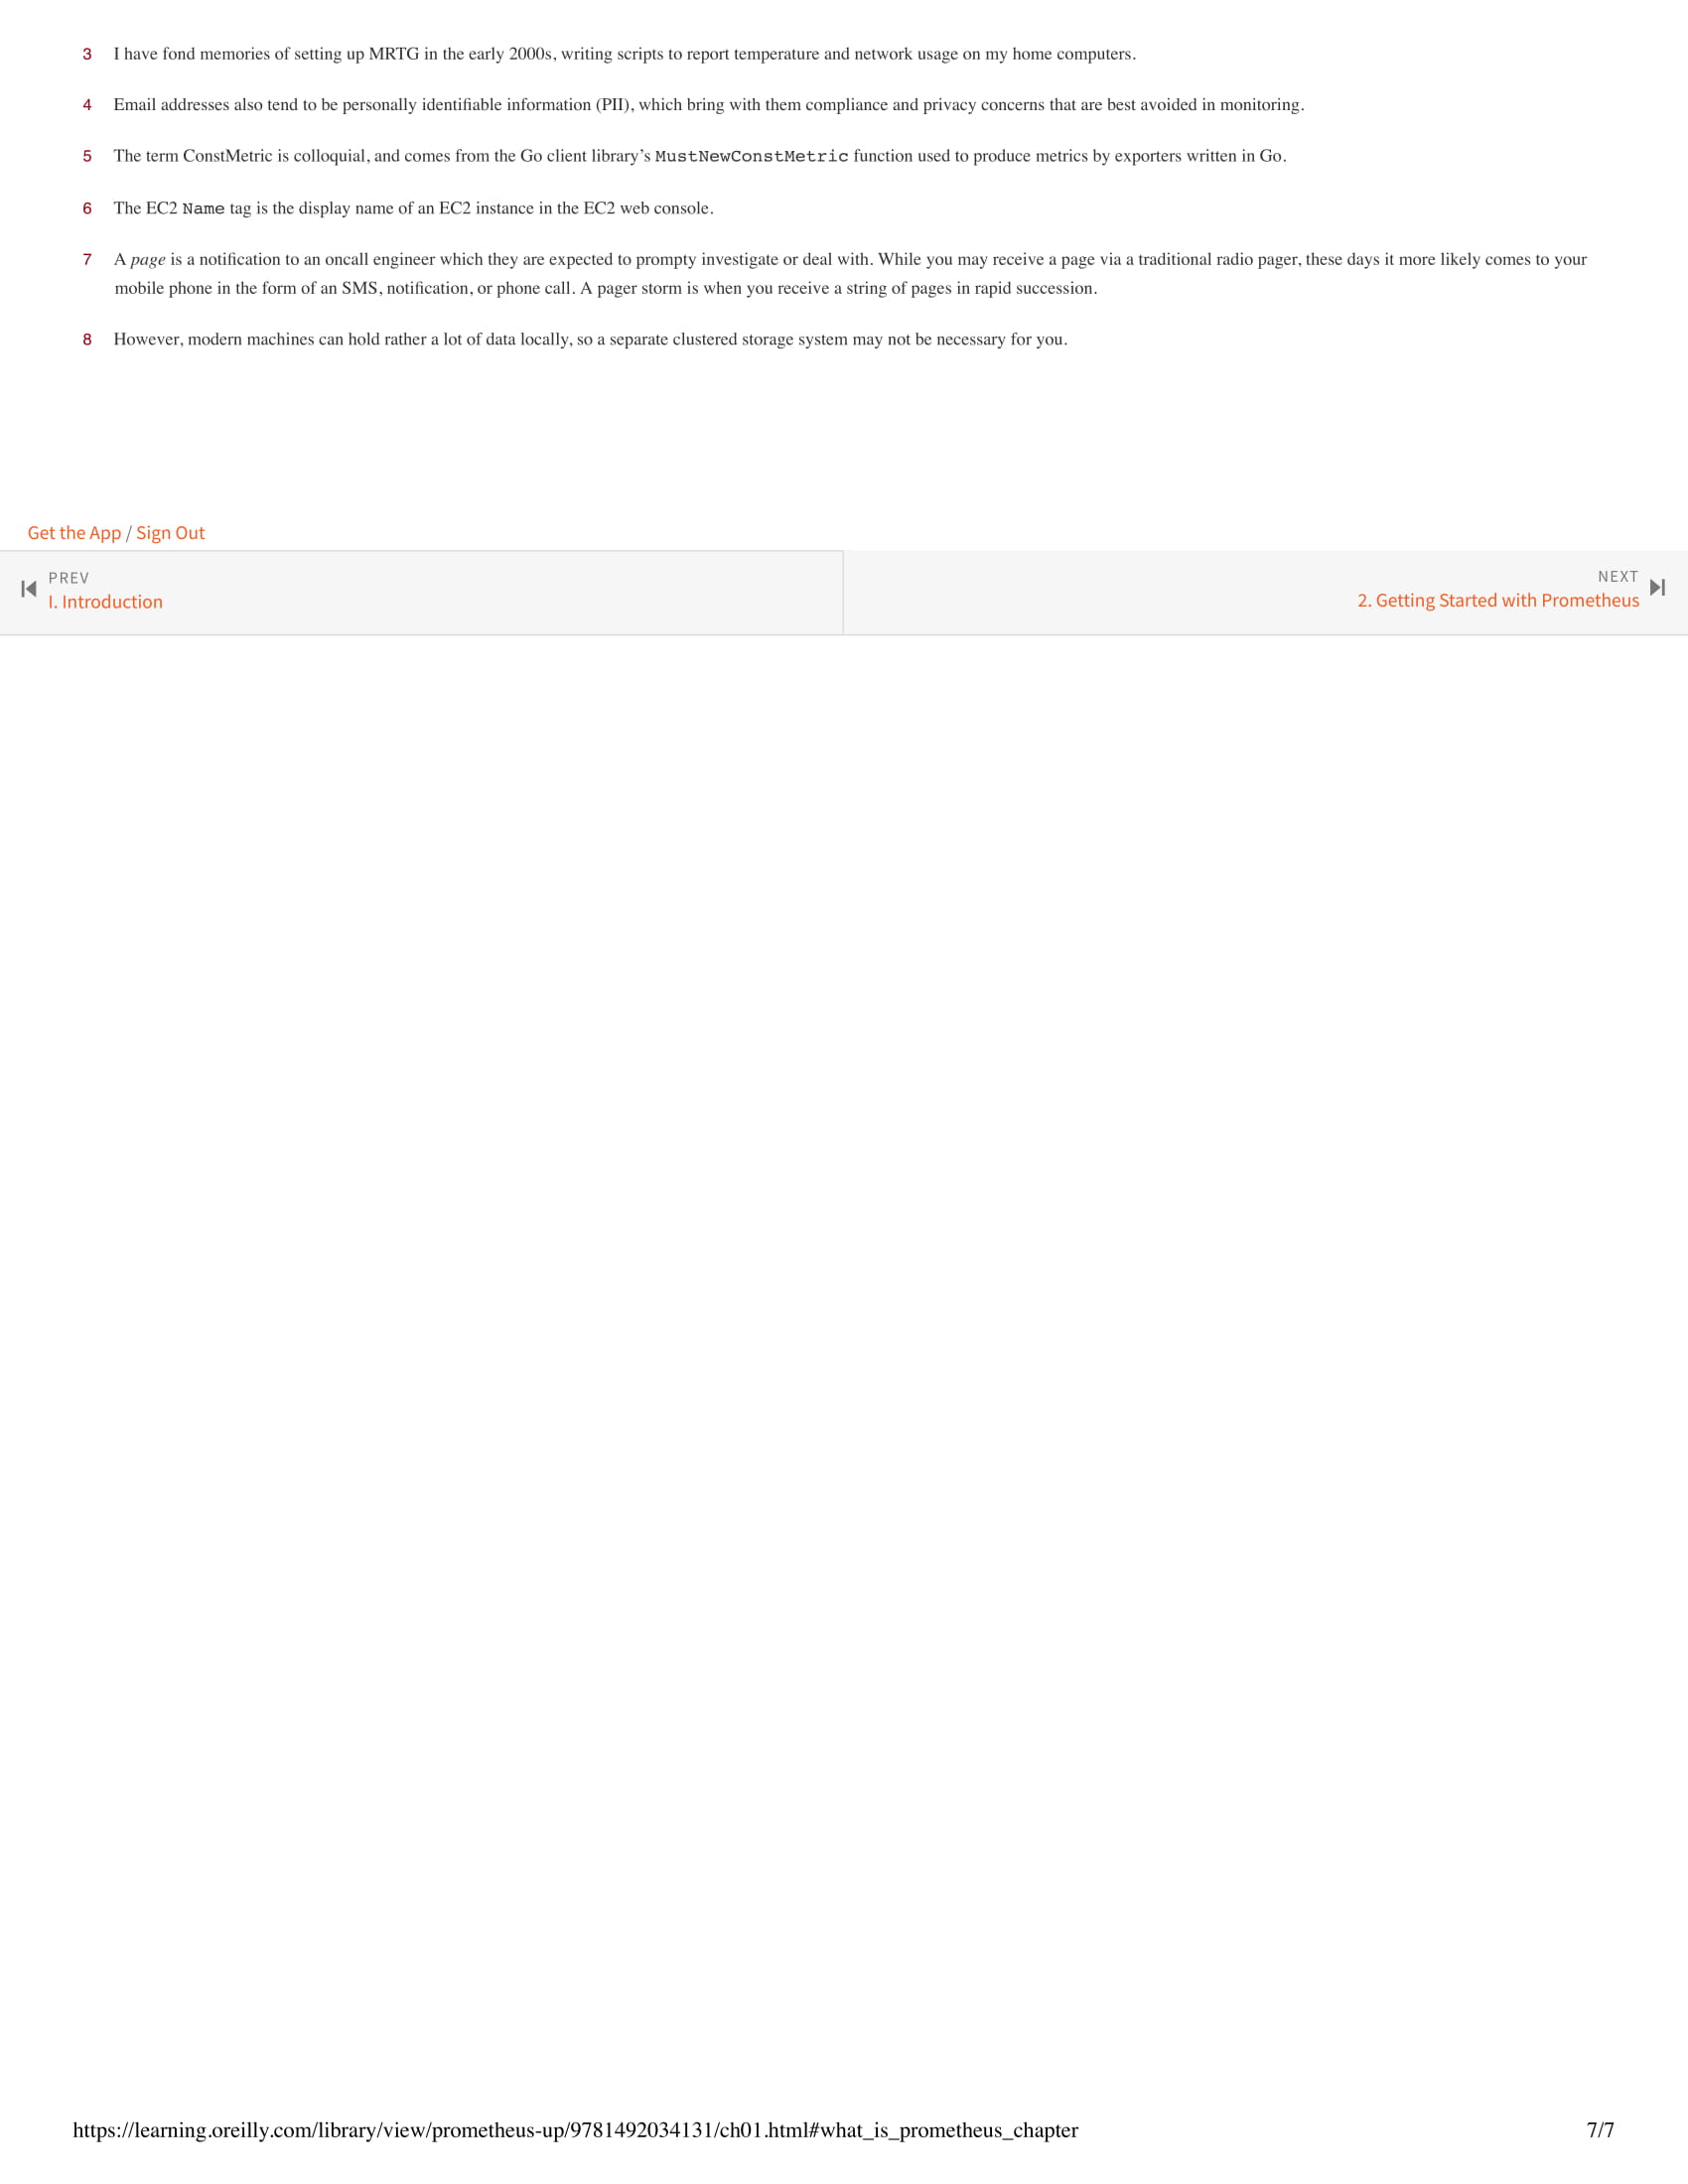 3 I have fond memories of setting up MRTG in the early 2000s, writing scripts to report temperature and network usage on my home computers.
4 Email addresses also tend to be personally identifiable information (PII), which bring with them compliance and privacy concerns that are best avoided in monitoring.
5 The term ConstMetric is colloquial, and comes from the Go client library’s MustNewConstMetric function used to produce metrics by exporters written in Go.
6 The EC2 Name tag is the display name of an EC2 instance in the EC2 web console.
7 A page is a notification to an oncall engineer which they are expected to prompty investigate or deal with. While you may receive a page via a traditional radio pager, these days it more likely comes to your
mobile phone in the form of an SMS, notification, or phone call. A pager storm is when you receive a string of pages in rapid succession.
8 However, modern machines can hold rather a lot of data locally, so a separate clustered storage system may not be necessary for you.
Get the App / Sign Out
PREV
I. Introduction
NEXT
2. Getting Started with Prometheus
https://learning.oreilly.com/library/view/prometheus-up/9781492034131/ch01.html#what_is_prometheus_chapter 7/7